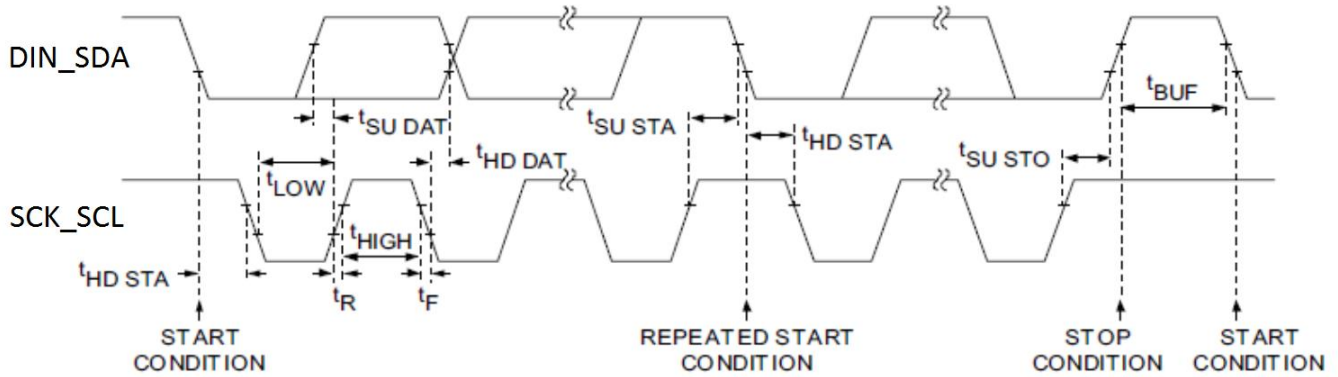 DIN_SDA
tBUF
tSU DAT
tSU STA
tHD STA
tHD DAT
tSU STO
tLOW
SCK_SCL
tHIGH
tHD STA
tR
tF
START
CONDITION
REPEATED START
CONDITION
STOP
CONDITION
START
CONDITION